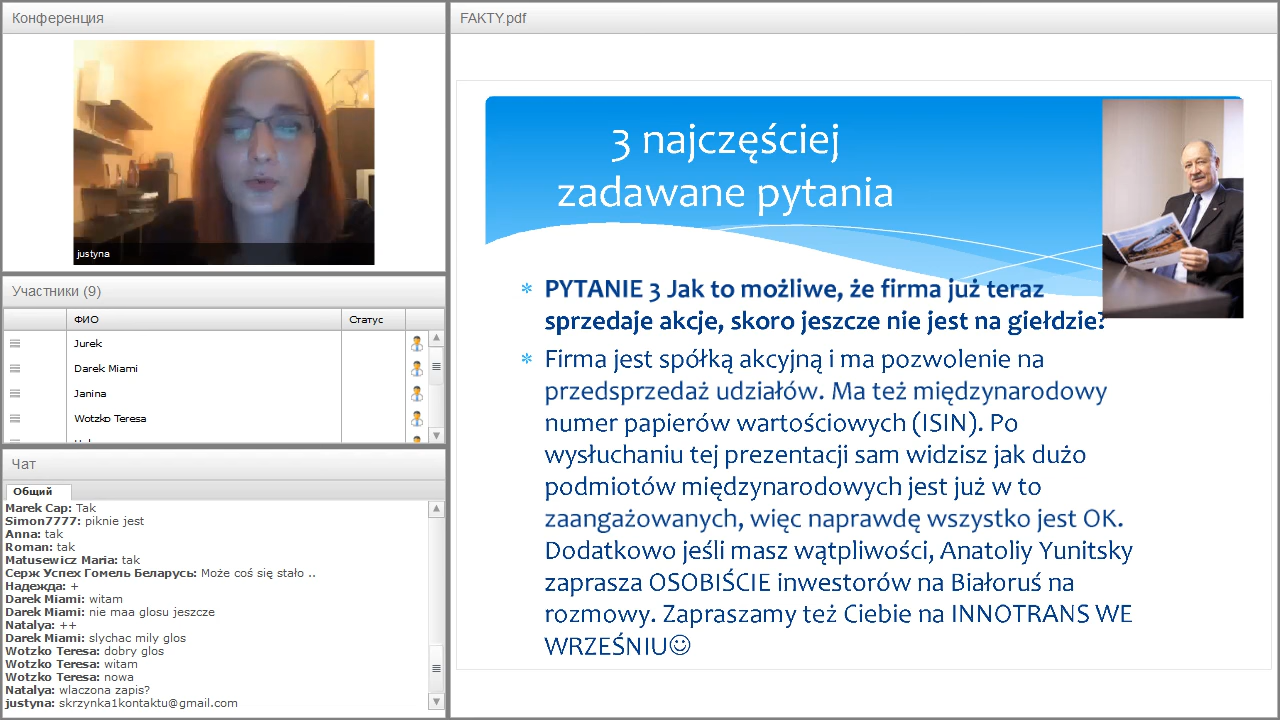 Конференция
justyna
Участники (9)
ФИО
Статус
Jurek
Darek Miami
Janina
Wotzko Teresa
Чат
Общий
Marek Cap: Tak
Simon7777: piknie jest
Anna: tak
Roman: tak
Matusewicz Maria: tak
Серж Успех Гомель Беларусь: Może coś się stało ..
Надежда: +
Darek Miami: witam
Darek Miami: nie maa glosu jeszcze
Natalya: ++
Darek Miami: slychac mily glos
Wotzko Teresa: dobry glos
Wotzko Teresa: witam
Wotzko Teresa: nowa
Natalya: wlaczona zapis?
justyna: skrzynka1kontaktu@gmail.com
FAKTY.pdf
3 najczęściej
zadawane pytania
PYTANIE 3 Jak to możliwe, że firma już teraz
sprzedaje akcje, skoro jeszcze nie jest na giełdzie?
Firma jest spółką akcyjną i ma pozwolenie na
przedsprzedaż udziałów. Ma też międzynarodowy
numer papierów wartościowych (ISIN). Po
wysłuchaniu tej prezentacji sam widzisz jak dużo
podmiotów międzynarodowych jest już w to
zaangażowanych, więc naprawdę wszystko jest OK.
Dodatkowo jeśli masz wątpliwości, Anatoliy Yunitsky
zaprasza OSOBIŚCIE inwestorów na Białoruś na
rozmowy. Zapraszamy też Ciebie na INNOTRANS WE
WRZEŚNIU☺